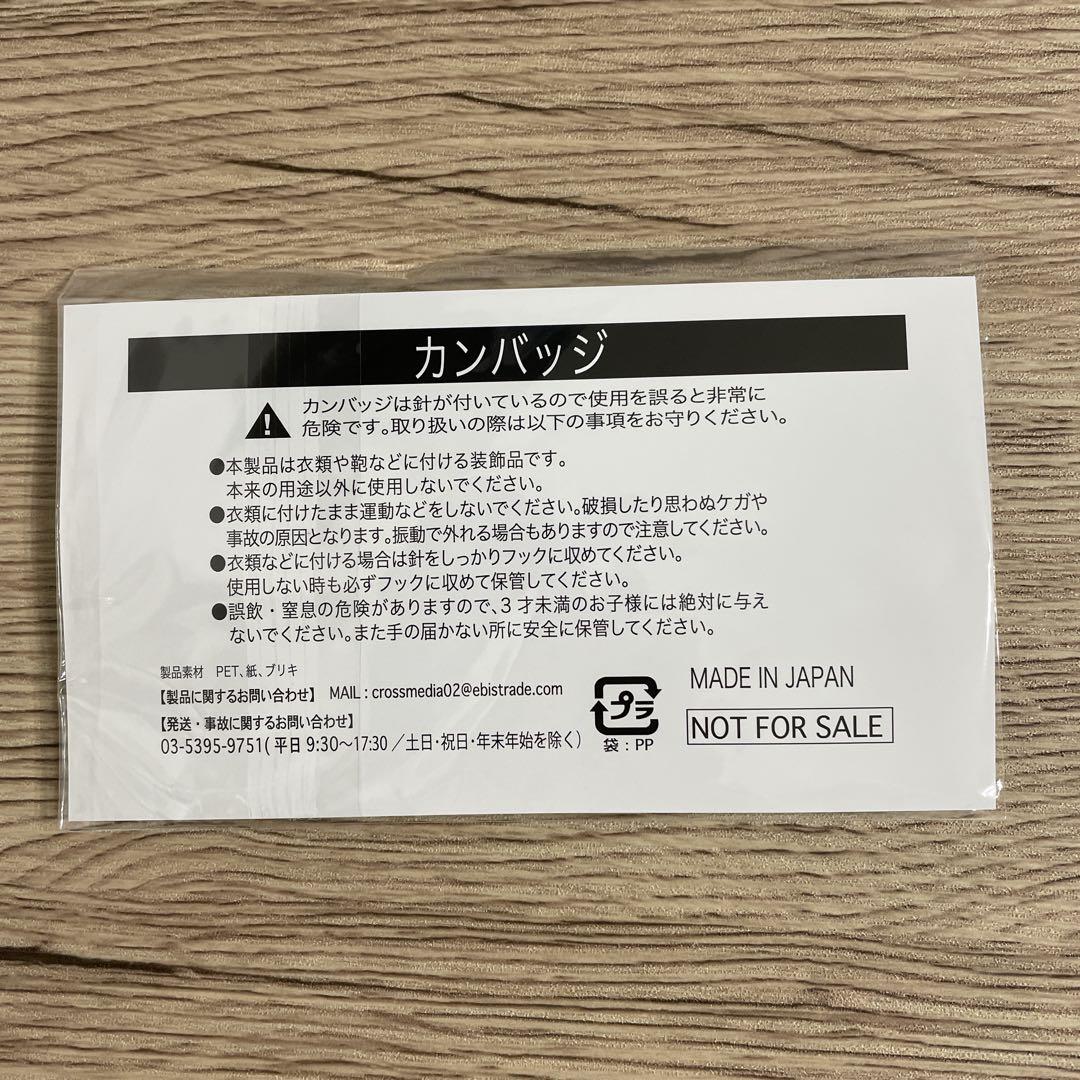 カンバッジ
カンバッジは針が付いているので使用を誤ると非常に
危険です。取り扱いの際は以下の事項をお守りください。
●本製品は衣類や鞄などに付ける装飾品です。
本来の用途以外に使用しないでください。
●衣類に付けたまま運動などをしないでください。破損したり思わぬケガや
事故の原因となります。振動で外れる場合もありますので注意してください。
●衣類などに付ける場合は針をしっかりフックに収めてください。
使用しない時も必ずフックに収めて保管してください。
●誤飲・窒息の危険がありますので、3才未満のお子様には絶対に与え
ないでください。また手の届かない所に安全に保管してください。
製品素材 PET、紙、ブリキ
【製品に関するお問い合わせ】 MAIL : crossmedia02@ebistrade.com
【発送・事故に関するお問い合わせ】
03-5395-9751( 平日 9:30〜17:30 /土日・祝日・年末年始を除く)
プラ
袋:PP
MADE IN JAPAN
NOT FOR SALE